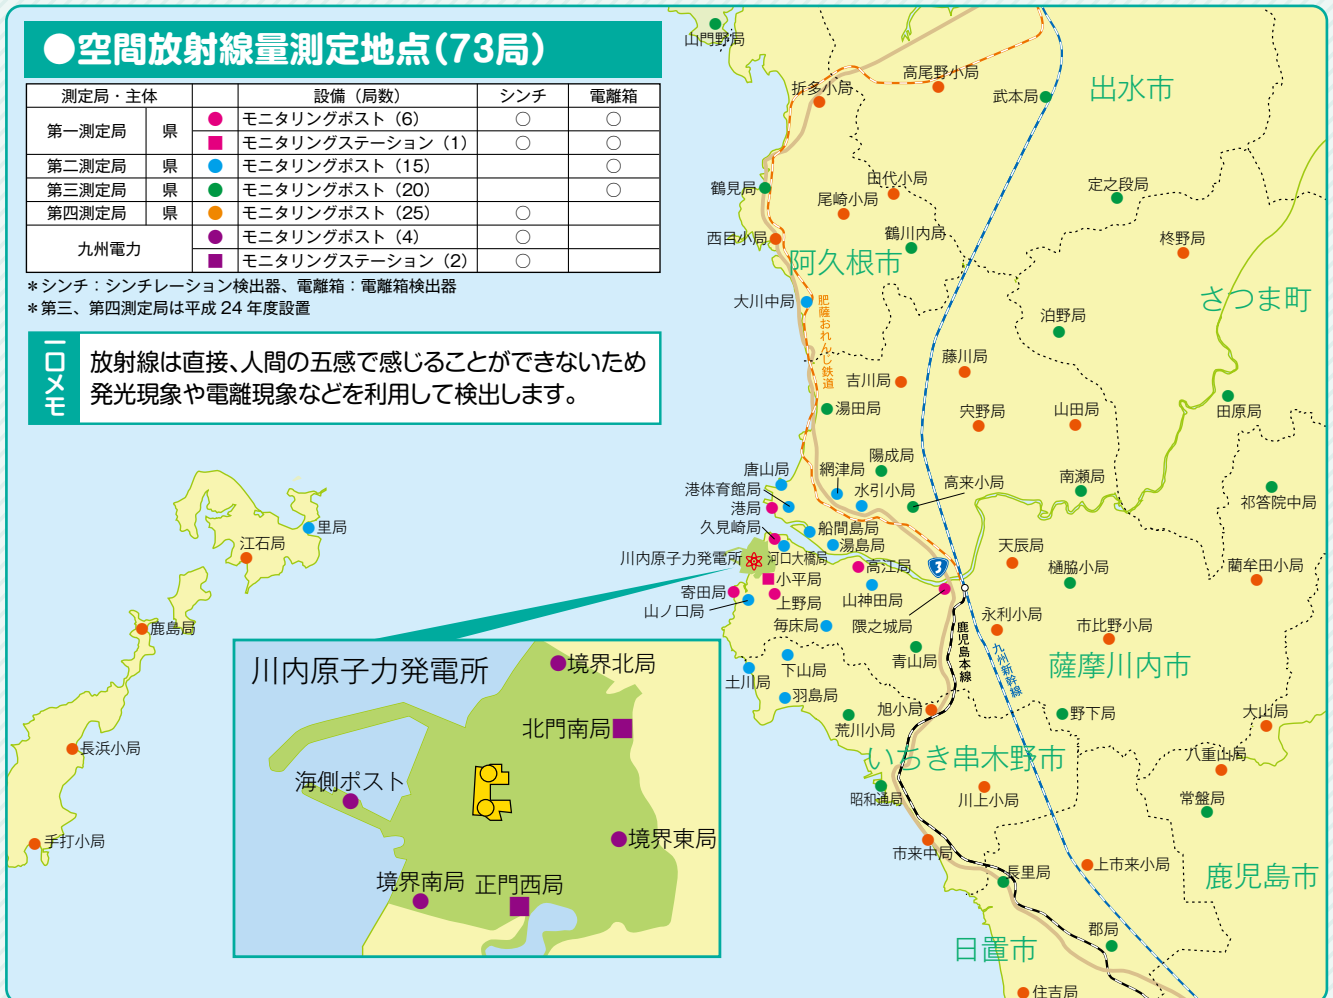 ●空間放射線量測定地点(73局)
測定局・主体 設備（局数） シンチ 電離箱
第一測定局 県 ● モニタリングポスト（6） ○ ○
■ モニタリングステーション（1） ○ ○
第二測定局 県 ● モニタリングポスト（15） ○
第三測定局 県 ● モニタリングポスト（20） ○
第四測定局 県 ● モニタリングポスト（25） ○
九州電力 ● モニタリングポスト（4） ○
■ モニタリングステーション（2） ○
＊シンチ：シンチレーション検出器、電離箱：電離箱検出器
＊第三、第四測定局は平成 24 年度設置
一口メモ
放射線は直接、人間の五感で感じることができないため
発光現象や電離現象などを利用して検出します。
山門野局
折多小局
高尾野小局
武本局
出水市
鶴見局
田代小局
尾崎小局
定之段局
西目小局
鶴川内局
柊野局
阿久根市
さつま町
大川中局
肥薩おれんじ鉄道
泊野局
藤川局
吉川局
湯田局
宍野局
山田局
田原局
唐山局
網津局
陽成局
港体育館局
水引小局
高来小局
南瀬局
祁答院中局
港局
久見崎局
船間島局
里局
江石局
川内原子力発電所
河口大橋局
湯島局
天辰局
小平局
高江局
3
樋脇小局
藺牟田小局
寄田局
上野局
山神田局
山ノ口局
毎床局
隈之城局
鹿児島本線
永利小局
市比野小局
鹿島局
九州新幹線
青山局
薩摩川内市
下山局
土川局
羽島局
旭小局
野下局
大山局
荒川小局
長浜小局
いちき串木野市
八重山局
昭和通局
川上小局
常盤局
手打小局
市来中局
長里局
上市来小局
鹿児島市
郡局
日置市
住吉局
川内原子力発電所
境界北局
北門南局
海側ポスト
境界東局
境界南局
正門西局